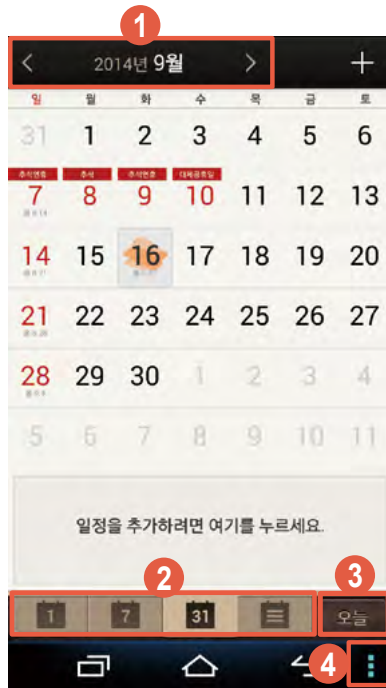 1
2014년 9월
일 월 화 수 목 금 토
31 1 2 3 4 5 6
추석연휴 추석 추석연휴 대체공휴일
7 8 9 10 11 12 13
14 15 16 17 18 19 20
21 22 23 24 25 26 27
28 29 30 1 2 3 4
5 6 7 8 9 10 11
일정을 추가하려면 여기를 누르세요.
2 3
1 7 31 오늘
4